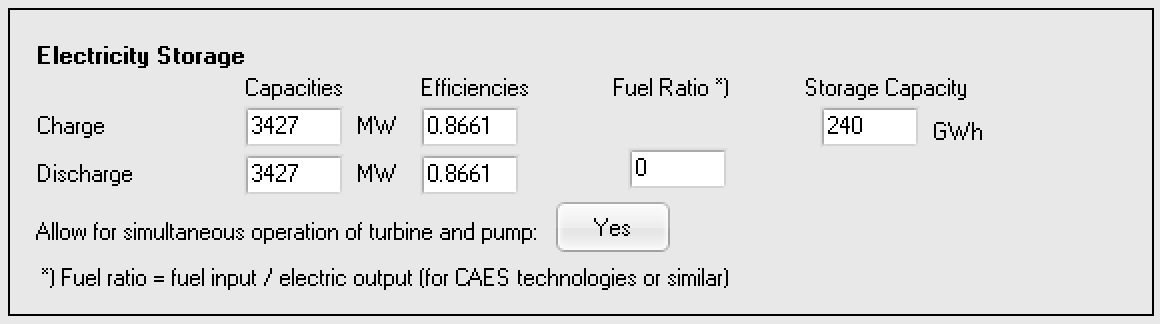 Electricity Storage
Capacities Efficiencies Fuel Ratio *) Storage Capacity
Charge 3427 MW 0.8661 240 GWh
Discharge 3427 MW 0.8661 0
Allow for simultaneous operation of turbine and pump: Yes
*) Fuel ratio = fuel input / electric output (for CAES technologies or similar)